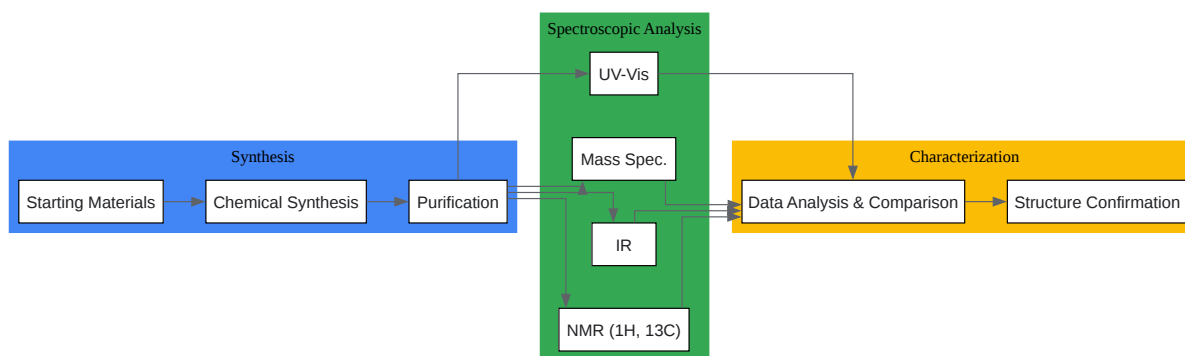 Spectroscopic Analysis
UV-Vis
Synthesis
Mass Spec.
Characterization
Starting Materials
Chemical Synthesis
Purification
Data Analysis & Comparison
Structure Confirmation
IR
NMR (1H, 13C)